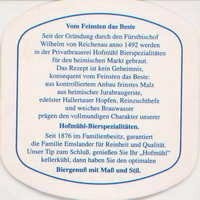 Vom Feinsten das Beste
Seit der Gründung durch den Fürstbischof
Wilhelm von Reichenau anno 1492 werden
in der Privatbrauerei Hofmühl Bierspezialitäten
für den heimischen Markt gebraut.
Das Rezept ist kein Geheimnis,
konsequent vom Feinsten das Beste:
aus kontrolliertem Anbau feinstes Malz
aus heimischer Jurabraugerste,
edelster Hallertauer Hopfen, Reinzuchthefe
und weiches Brauwasser
prägen den vollmundigen Charakter unserer
Hofmühl-Bierspezialitäten.
Seit 1876 im Familienbesitz, garantiert
die Familie Emslander für Reinheit und Qualität.
Unser Tip zum Schluß, genießen Sie Ihr „Hofmühl"
kellerkühl, dann haben Sie den optimalen
Biergenuß mit Maß und Stil.